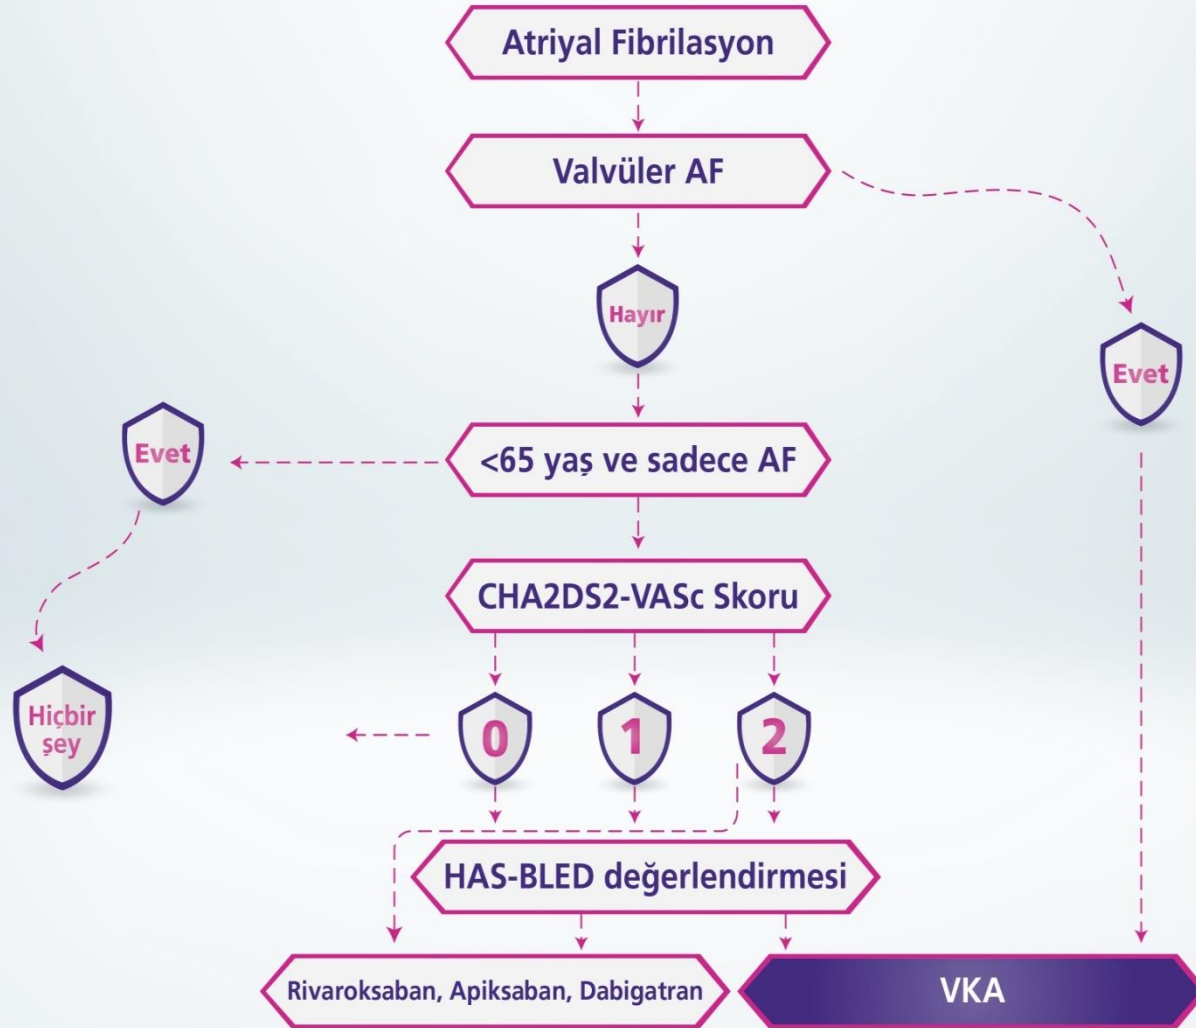 Atriyal Fibrilasyon
Valvüler AF
Hayır
Evet
Evet
<65 yaş ve sadece AF
CHA2DS2-VASc Skoru
Hiçbir
şey
0
1
2
HAS-BLED değerlendirmesi
Rivaroksaban, Apiksaban, Dabigatran
VKA